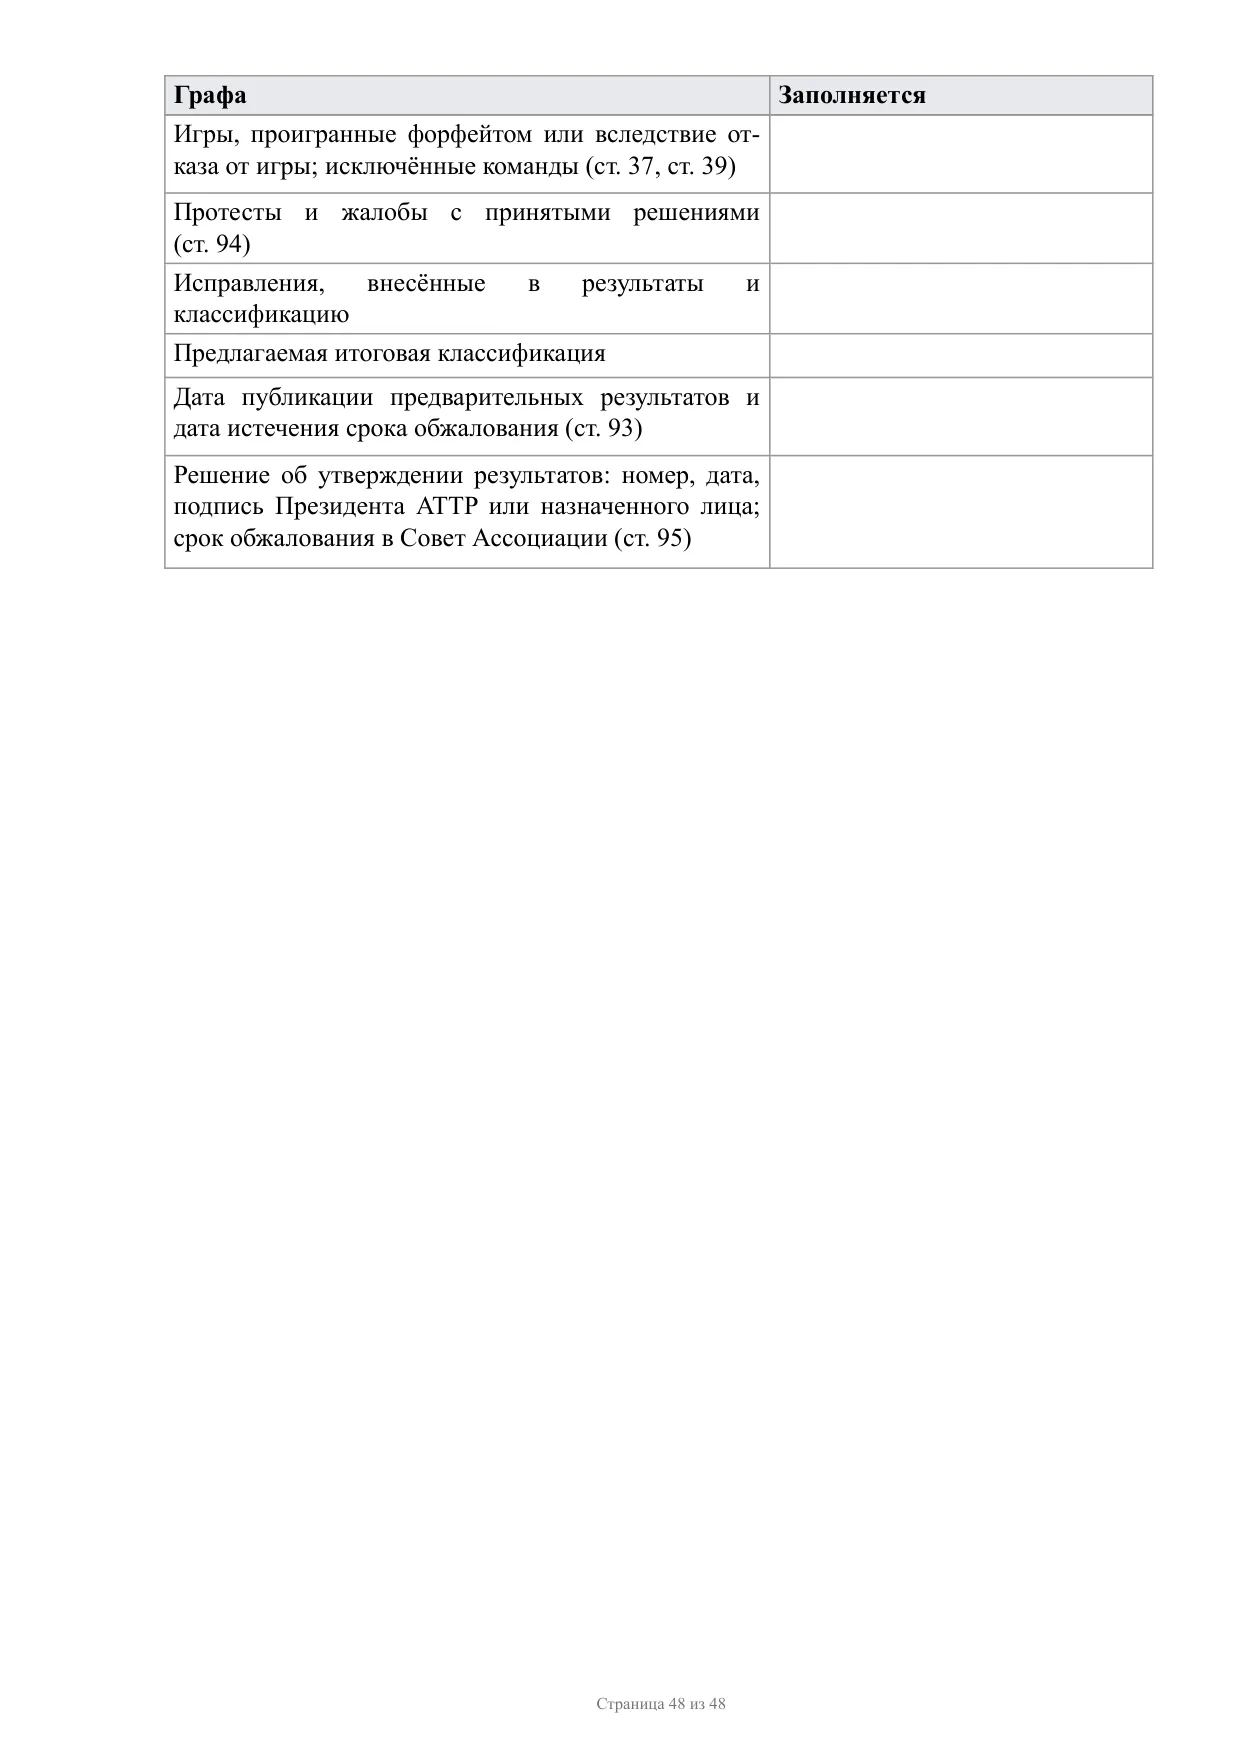 Графа Заполняется
Игры, проигранные форфейтом или вследствие от-
каза от игры; исключённые команды (ст. 37, ст. 39)
Протесты и жалобы с принятыми решениями
(ст. 94)
Исправления, внесённые в результаты и
классификацию
Предлагаемая итоговая классификация
Дата публикации предварительных результатов и
дата истечения срока обжалования (ст. 93)
Решение об утверждении результатов: номер, дата,
подпись Президента АТТР или назначенного лица;
срок обжалования в Совет Ассоциации (ст. 95)
Страница 48 из 48